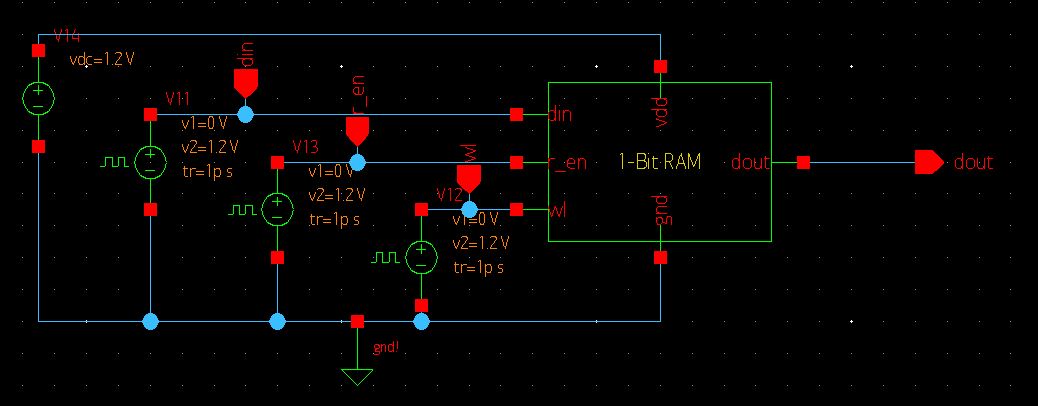 V14
vdc=1.2 V
din
V11
v1=0 V
v2=1.2 V
tr=1p s
r_en
V13
v1=0 V
v2=1.2 V
tr=1p s
wl
V12
v1=0 V
v2=1.2 V
tr=1p s
vdd
din
r_en
wl
1-Bit RAM
dout
gnd
dout
gnd!